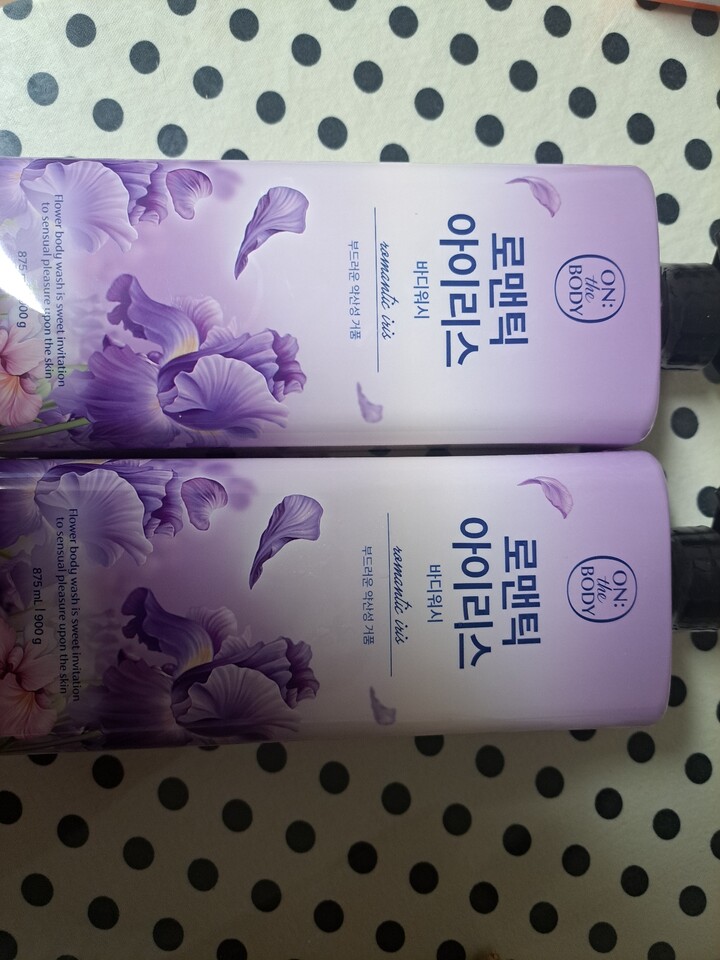 ON:
the
BODY
로맨틱
아이리스
바디워시
romantic iris
부드러운 약산성 거품
Flower body wash is sweet invitation
to sensual pleasure upon the skin
875
00 g
ON:
the
BODY
로맨틱
아이리스
바디워시
romantic iris
부드러운 약산성 거품
Flower body wash is sweet invitation
to sensual pleasure upon the skin
875 mL | 900 g